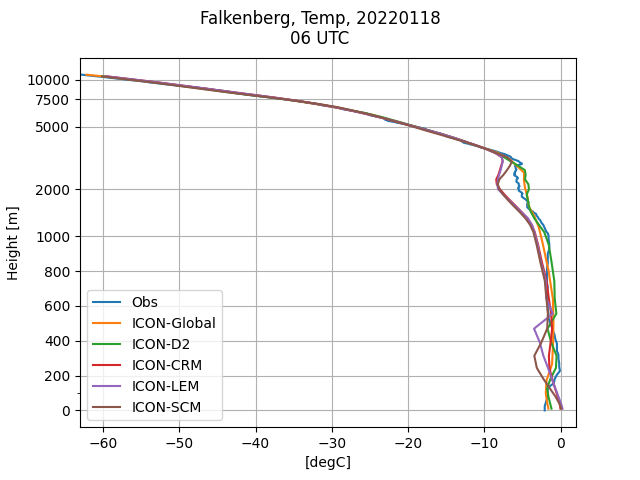 Falkenberg, Temp, 20220118
06 UTC
Height [m]
10000
7500
5000
2000
1000
800
600
400
200
0
Obs
ICON-Global
ICON-D2
ICON-CRM
ICON-LEM
ICON-SCM
−60 −50 −40 −30 −20 −10 0
[degC]